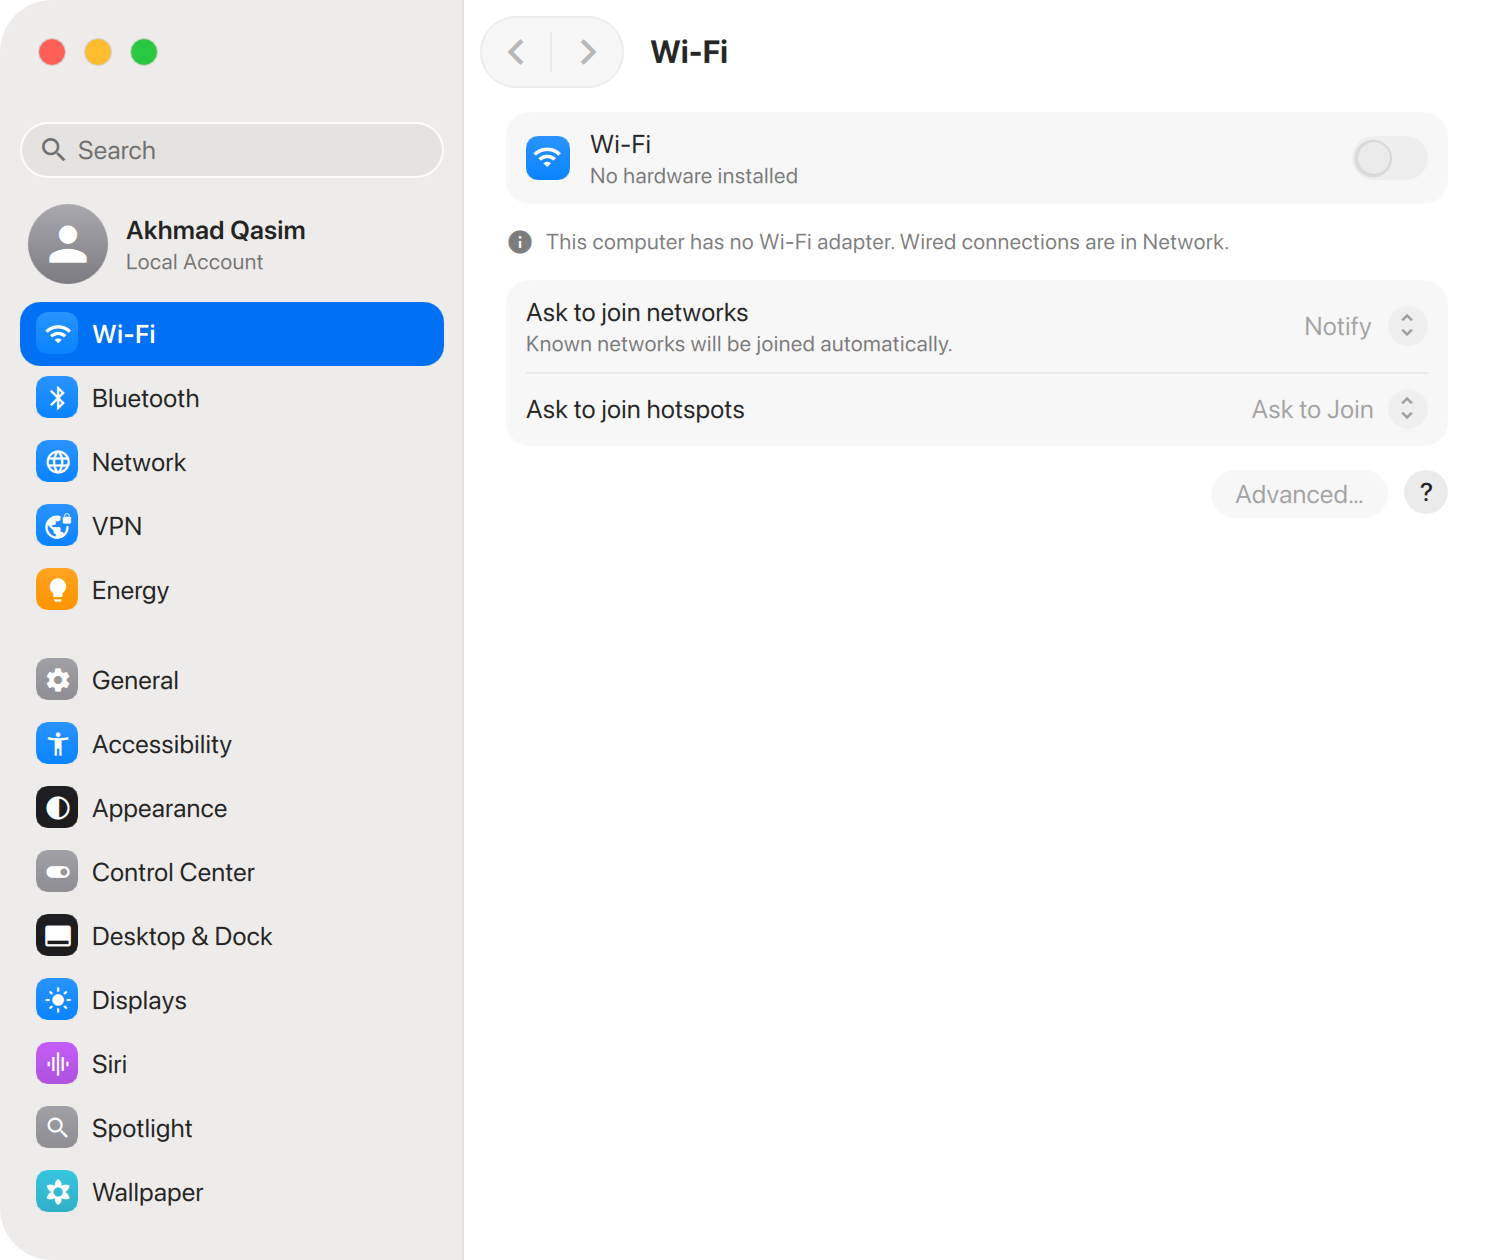 Wi-Fi
Search
Akhmad Qasim
Local Account
Wi-Fi
Bluetooth
Network
VPN
Energy
General
Accessibility
Appearance
Control Center
Desktop & Dock
Displays
Siri
Spotlight
Wallpaper
Wi-Fi
No hardware installed
This computer has no Wi-Fi adapter. Wired connections are in Network.
Ask to join networks
Notify
Known networks will be joined automatically.
Ask to join hotspots
Ask to Join
Advanced...
?